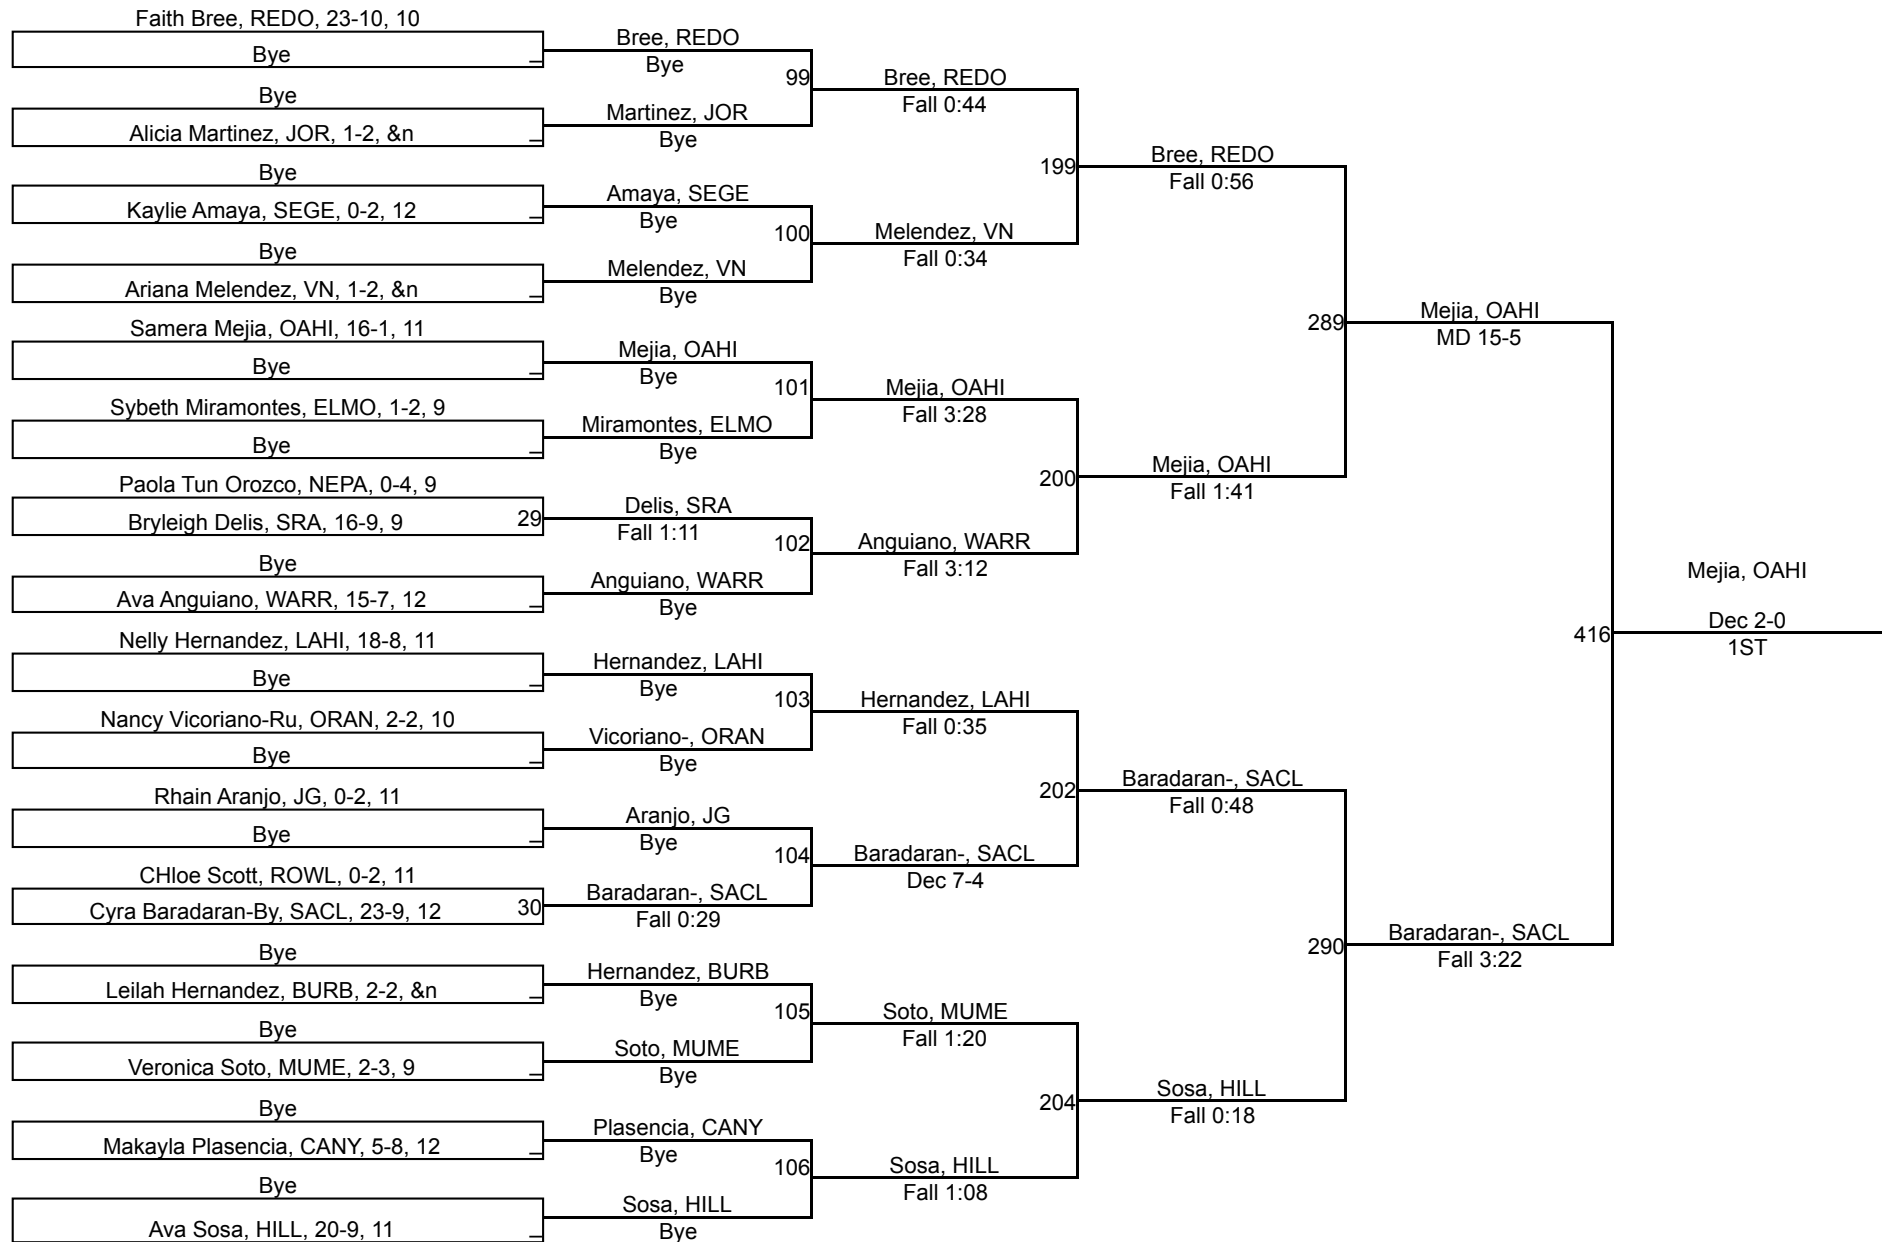 Faith Bree, REDO, 23-10, 10
Bye
Bye
Alicia Martinez, JOR, 1-2, &n
Bye
Kaylie Amaya, SEGE, 0-2, 12
Bye
Ariana Melendez, VN, 1-2, &n
Samera Mejia, OAHI, 16-1, 11
Bye
Sybeth Miramontes, ELMO, 1-2, 9
Bye
Paola Tun Orozco, NEPA, 0-4, 9
Bryleigh Delis, SRA, 16-9, 9
29
Bye
Ava Anguiano, WARR, 15-7, 12
Nelly Hernandez, LAHI, 18-8, 11
Bye
Nancy Vicoriano-Ru, ORAN, 2-2, 10
Bye
Rhain Aranjo, JG, 0-2, 11
Bye
CHloe Scott, ROWL, 0-2, 11
Cyra Baradaran-By, SACL, 23-9, 12
30
Bye
Leilah Hernandez, BURB, 2-2, &n
Bye
Veronica Soto, MUME, 2-3, 9
Bye
Makayla Plasencia, CANY, 5-8, 12
Bye
Ava Sosa, HILL, 20-9, 11
Bree, REDO
Bye
99
Martinez, JOR
Bye
Amaya, SEGE
Bye
100
Melendez, VN
Bye
Mejia, OAHI
Bye
101
Miramontes, ELMO
Bye
Delis, SRA
Fall 1:11
102
Anguiano, WARR
Bye
Hernandez, LAHI
Bye
103
Vicoriano-, ORAN
Bye
Aranjo, JG
Bye
104
Baradaran-, SACL
Fall 0:29
Hernandez, BURB
Bye
105
Soto, MUME
Bye
Plasencia, CANY
Bye
106
Sosa, HILL
Bye
Bree, REDO
Fall 0:44
199
Melendez, VN
Fall 0:34
Mejia, OAHI
Fall 3:28
200
Anguiano, WARR
Fall 3:12
Hernandez, LAHI
Fall 0:35
202
Baradaran-, SACL
Dec 7-4
Soto, MUME
Fall 1:20
204
Sosa, HILL
Fall 1:08
Bree, REDO
Fall 0:56
289
Mejia, OAHI
Fall 1:41
Baradaran-, SACL
Fall 0:48
290
Sosa, HILL
Fall 0:18
Mejia, OAHI
MD 15-5
416
Baradaran-, SACL
Fall 3:22
Mejia, OAHI
Dec 2-0
1ST